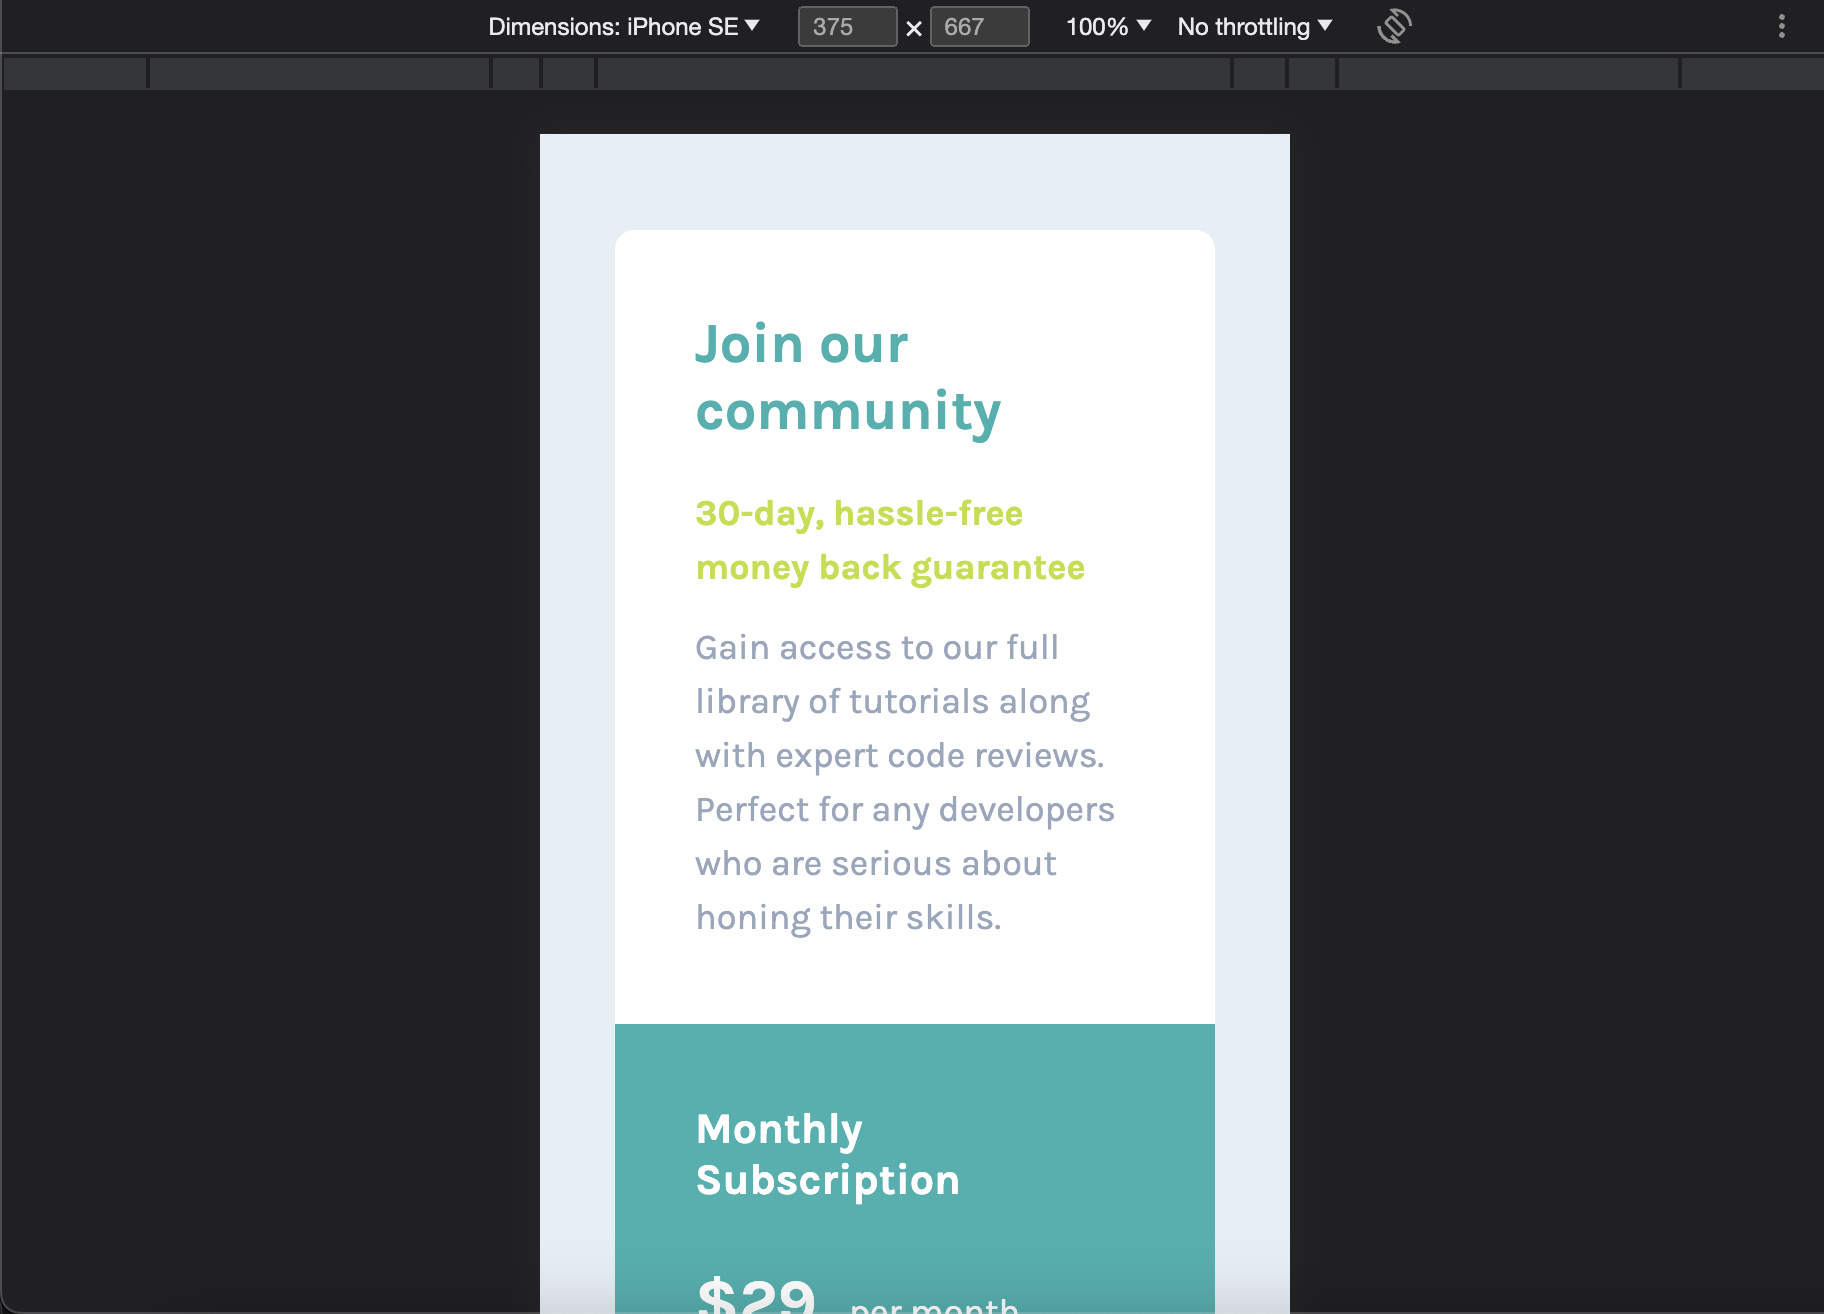 Dimensions: iPhone SE 375 × 667 100% No throttling
Join our
community
30-day, hassle-free
money back guarantee
Gain access to our full
library of tutorials along
with expert code reviews.
Perfect for any developers
who are serious about
honing their skills.
Monthly
Subscription
$29 per month